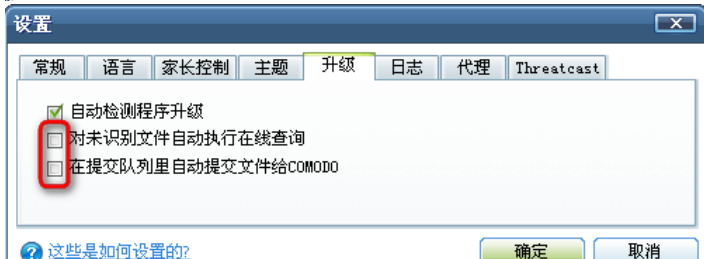 设置
常规 语言 家长控制 主题 升级 日志 代理 Threatcast
自动检测程序升级
对未识别文件自动执行在线查询
在提交队列里自动提交文件给COMODO
这些是如何设置的? 确定 取消